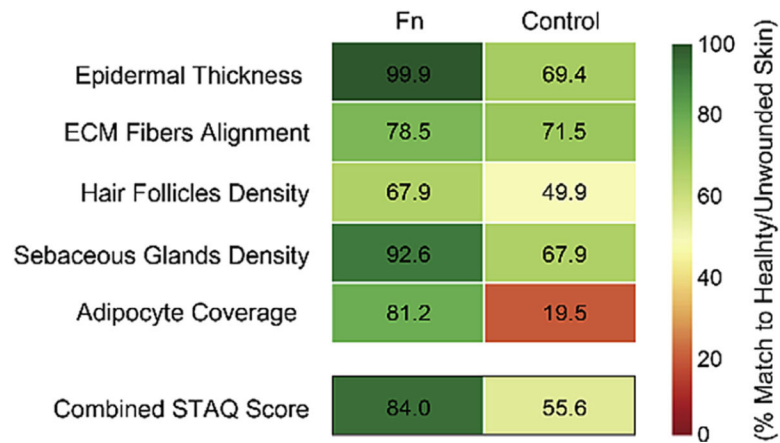 Fn Control
Epidermal Thickness 99.9 69.4
ECM Fibers Alignment 78.5 71.5
Hair Follicles Density 67.9 49.9
Sebaceous Glands Density 92.6 67.9
Adipocyte Coverage 81.2 19.5
Combined STAQ Score 84.0 55.6
100
80
60
40
20
0
(% Match to Healhty/Unwounded Skin)